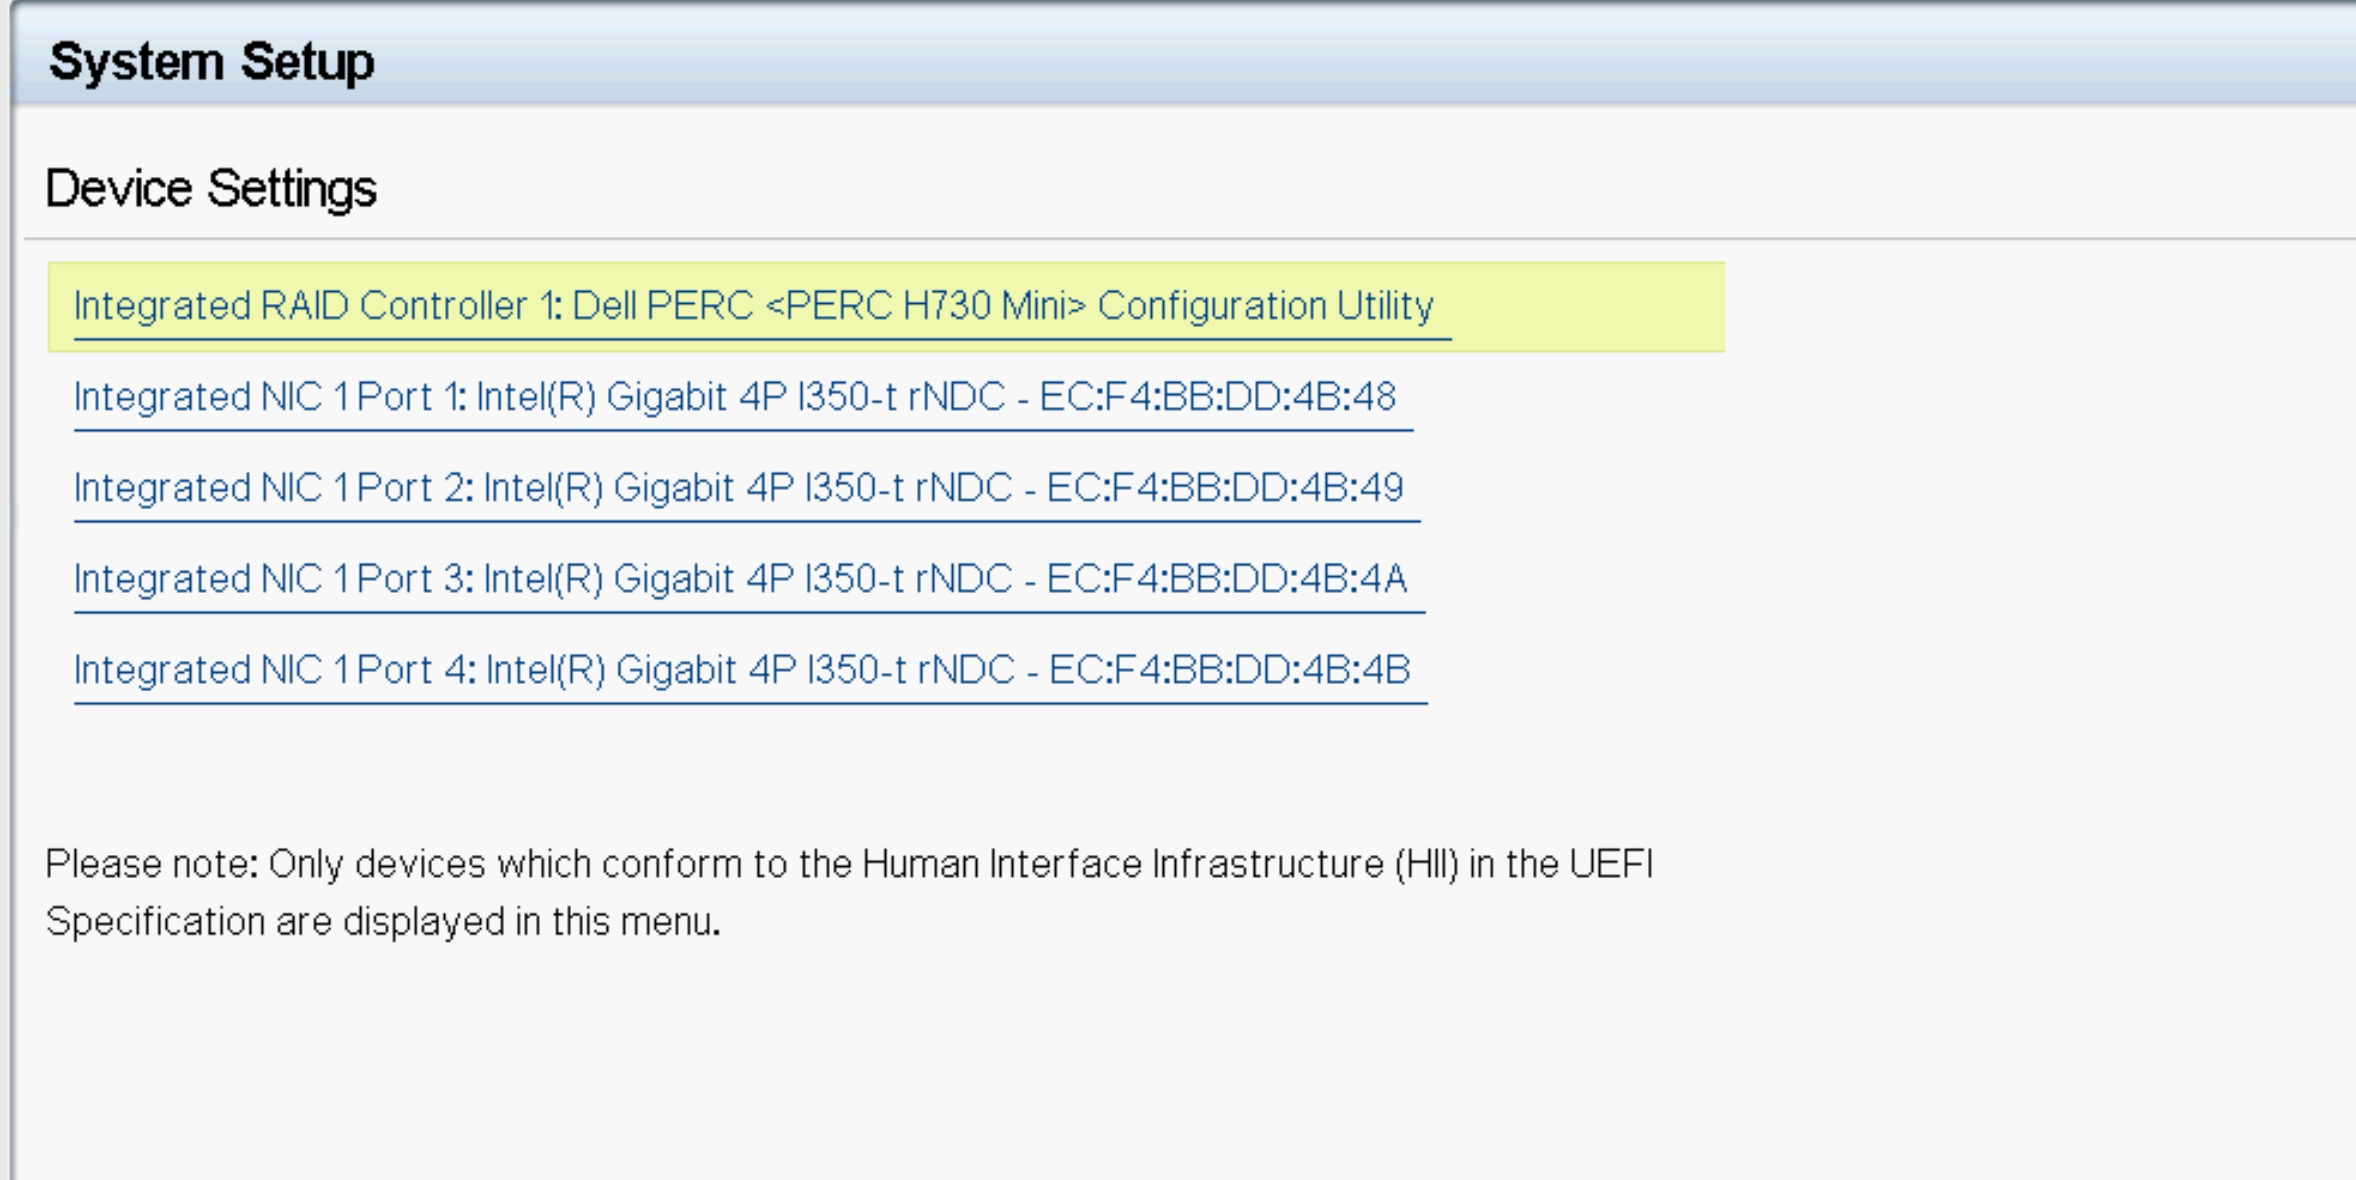 System Setup
Device Settings
Integrated RAID Controller 1: Dell PERC <PERC H730 Mini> Configuration Utility
Integrated NIC 1 Port 1: Intel(R) Gigabit 4P I350-t rNDC - EC:F4:BB:DD:4B:48
Integrated NIC 1 Port 2: Intel(R) Gigabit 4P I350-t rNDC - EC:F4:BB:DD:4B:49
Integrated NIC 1 Port 3: Intel(R) Gigabit 4P I350-t rNDC - EC:F4:BB:DD:4B:4A
Integrated NIC 1 Port 4: Intel(R) Gigabit 4P I350-t rNDC - EC:F4:BB:DD:4B:4B
Please note: Only devices which conform to the Human Interface Infrastructure (HII) in the UEFI
Specification are displayed in this menu.